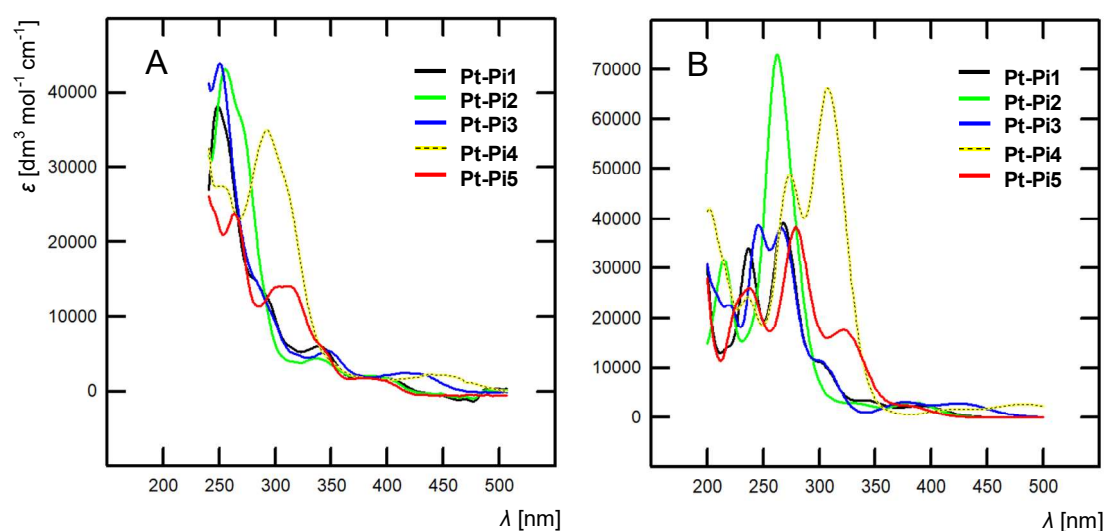 A
ε [dm³ mol⁻¹ cm⁻¹]
40000
30000
20000
10000
0
Pt-Pi1
Pt-Pi2
Pt-Pi3
Pt-Pi4
Pt-Pi5
200 250 300 350 400 450 500
λ [nm]
B
70000
60000
50000
40000
30000
20000
10000
0
Pt-Pi1
Pt-Pi2
Pt-Pi3
Pt-Pi4
Pt-Pi5
200 250 300 350 400 450 500
λ [nm]